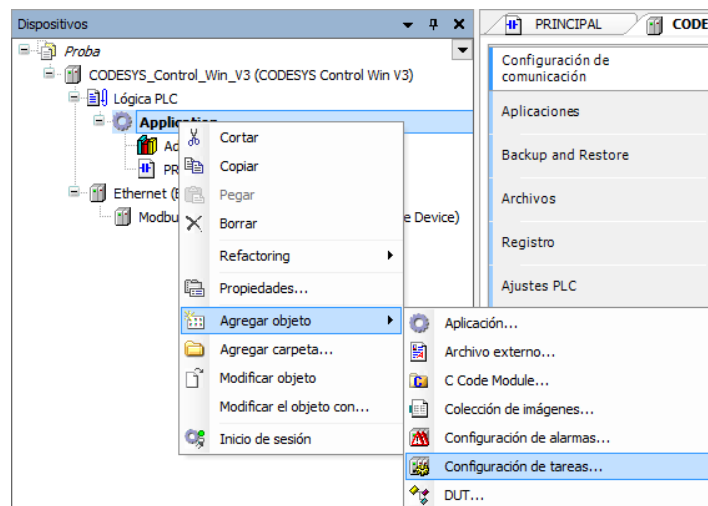 Dispositivos
PRINCIPAL
CODE
Proba
CODESYS_Control_Win_V3 (CODESYS Control Win V3)
Lógica PLC
Application
Ac
PR
Ethernet (E
Modbu
e Device)
Cortar
Copiar
Pegar
Borrar
Refactoring
Propiedades...
Agregar objeto
Agregar carpeta...
Modificar objeto
Modificar el objeto con...
Inicio de sesión
Configuración de
comunicación
Aplicaciones
Backup and Restore
Archivos
Registro
Ajustes PLC
Aplicación...
Archivo externo...
C Code Module...
Colección de imágenes...
Configuración de alarmas...
Configuración de tareas...
DUT...